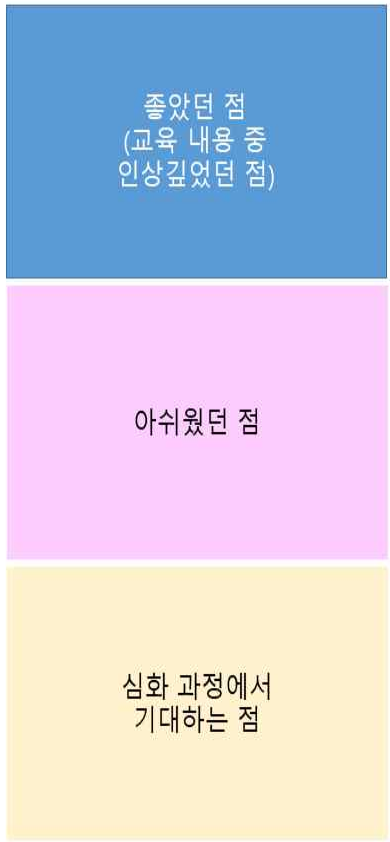 좋았던 점
(교육 내용 중
인상깊었던 점)
아쉬웠던 점
심화 과정에서
기대하는 점